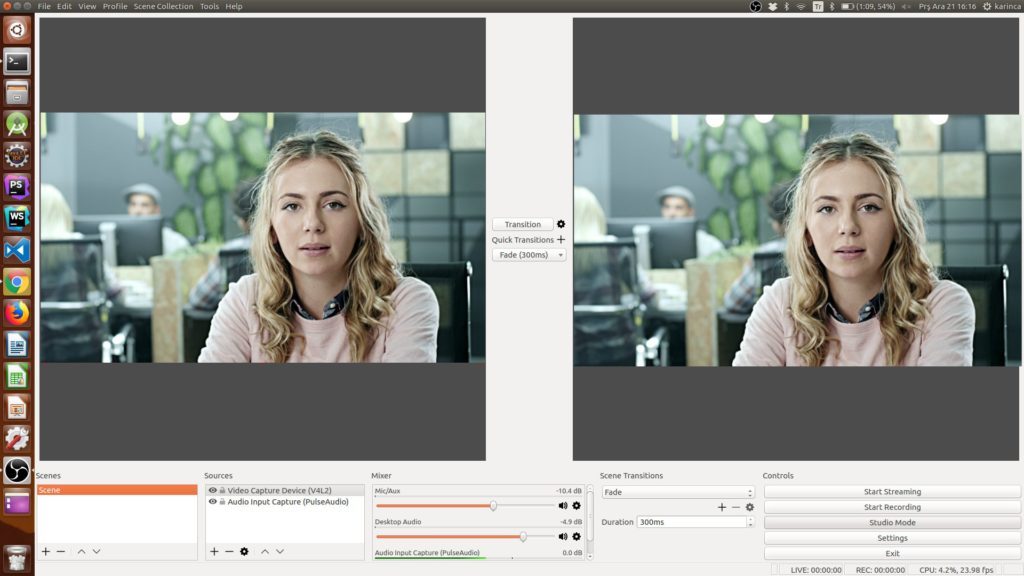 File Edit View Profile Scene Collection Tools Help
Tr (1:09, 54%) Prş Ara 21 16:16 karinca
PS
WS
Transition
Quick Transitions
Fade (300ms)
Scenes
Scene
Sources
Video Capture Device (V4L2)
Audio Input Capture (PulseAudio)
Mixer
Mic/Aux -10.4 dB
Desktop Audio -4.9 dB
Audio Input Capture (PulseAudio) 0.0 dB
Scene Transitions
Fade
Duration 300ms
Controls
Start Streaming
Start Recording
Studio Mode
Settings
Exit
LIVE: 00:00:00 REC: 00:00:00 CPU: 4.2%, 23.98 fps